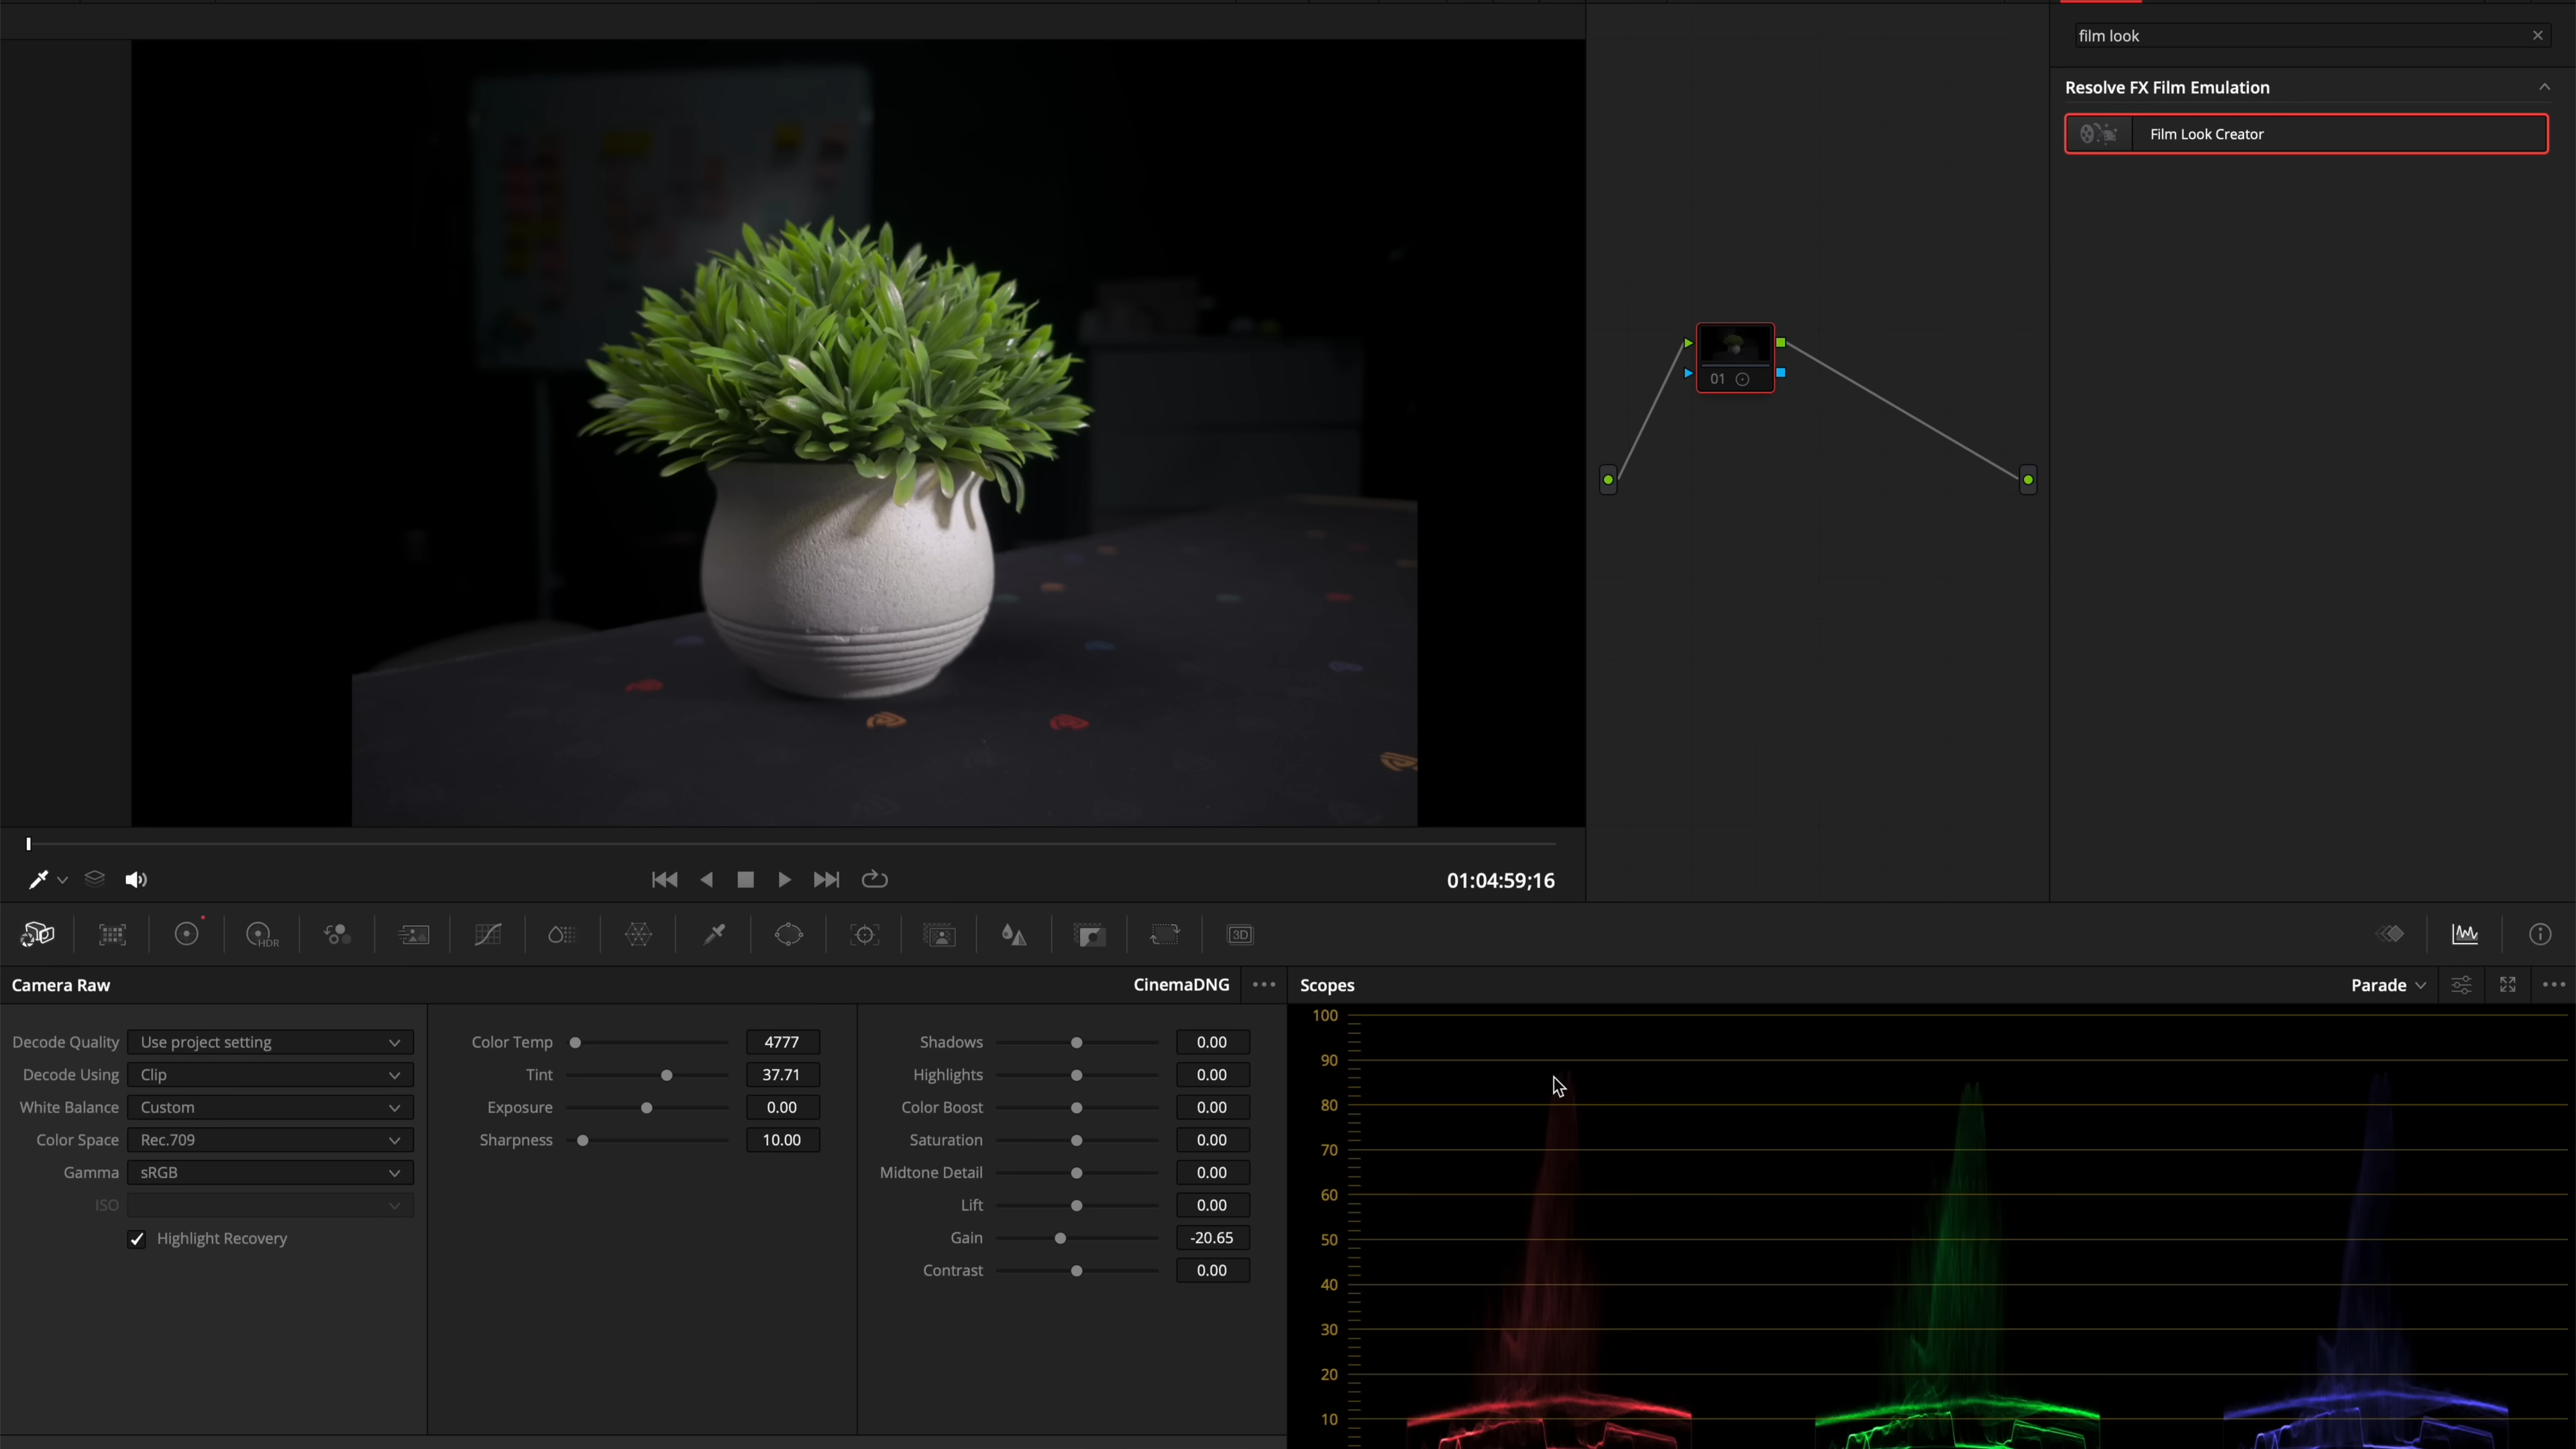 film look
Resolve FX Film Emulation
Film Look Creator
01
01:04:59;16
HDR
3D
Camera Raw
CinemaDNG
Scopes
Parade
Decode Quality Use project setting
Decode Using Clip
White Balance Custom
Color Space Rec.709
Gamma sRGB
ISO
Highlight Recovery
Color Temp 4777
Tint 37.71
Exposure 0.00
Sharpness 10.00
Shadows 0.00
Highlights 0.00
Color Boost 0.00
Saturation 0.00
Midtone Detail 0.00
Lift 0.00
Gain -20.65
Contrast 0.00
100
90
80
70
60
50
40
30
20
10